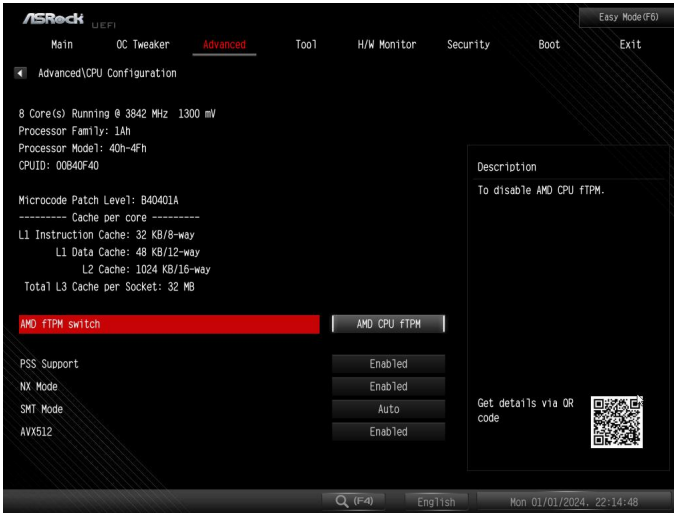 ASRock UEFI
Easy Mode(F6)
Main OC Tweaker Advanced Tool H/W Monitor Security Boot Exit
Advanced\CPU Configuration
8 Core(s) Running @ 3842 MHz 1300 mV
Processor Family: 1Ah
Processor Model: 40h-4Fh
CPUID: 00B40F40
Microcode Patch Level: B40401A
--------- Cache per core ---------
L1 Instruction Cache: 32 KB/8-way
L1 Data Cache: 48 KB/12-way
L2 Cache: 1024 KB/16-way
Total L3 Cache per Socket: 32 MB
AMD fTPM switch AMD CPU fTPM
PSS Support Enabled
NX Mode Enabled
SMT Mode Auto
AVX512 Enabled
Description
To disable AMD CPU fTPM.
Get details via QR
code
(F4) English Mon 01/01/2024. 22:14:48